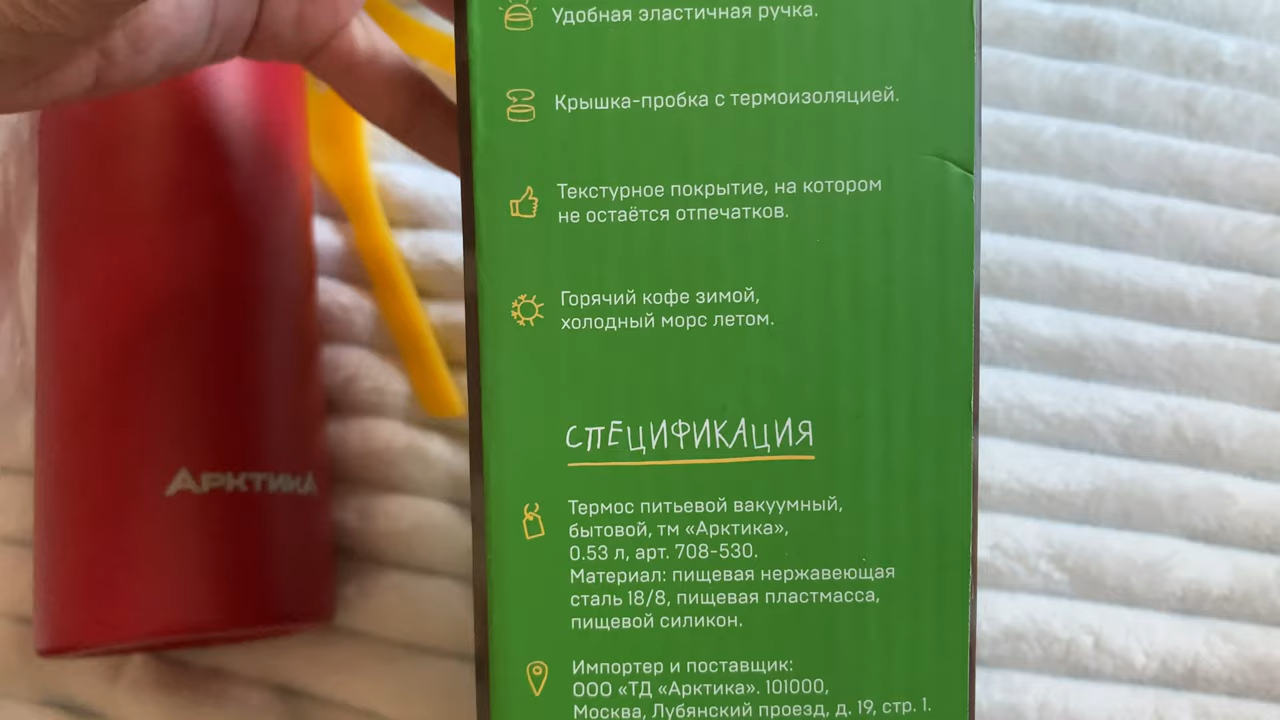 Удобная эластичная ручка.
Крышка-пробка с термоизоляцией.
Текстурное покрытие, на котором
не остаётся отпечатков.
Горячий кофе зимой,
холодный морс летом.
СПЕЦИФИКАЦИЯ
Термос питьевой вакуумный,
бытовой, тм «Арктика»,
0.53 л, арт. 708-530.
Материал: пищевая нержавеющая
сталь 18/8, пищевая пластмасса,
пищевой силикон.
Импортер и поставщик:
ООО «ТД «Арктика». 101000,
Москва, Лубянский проезд, д. 19, стр. 1.
АРКТИКА